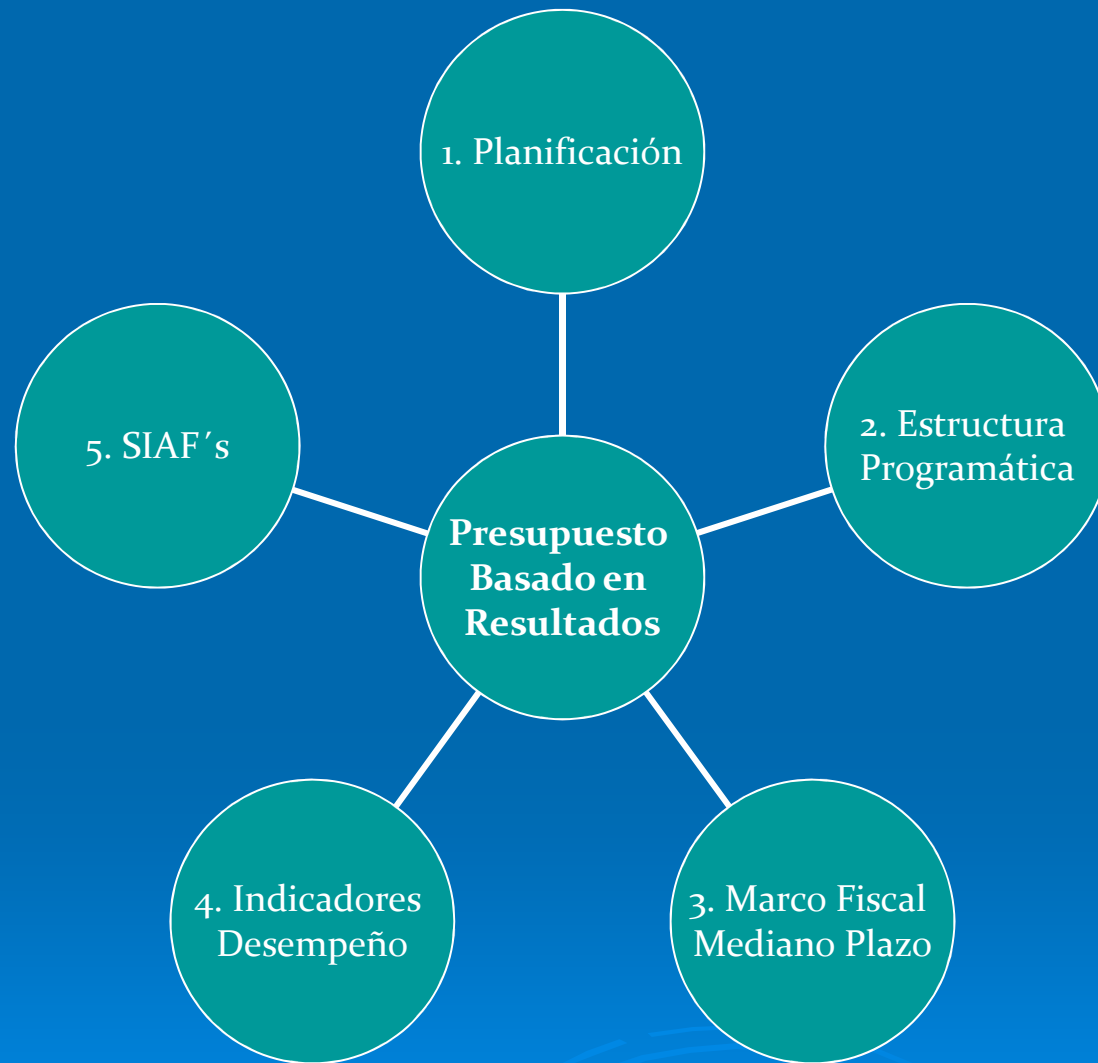 1. Planificación
2. Estructura
Programática
3. Marco Fiscal
Mediano Plazo
4. Indicadores
Desempeño
5. SIAF´s
Presupuesto
Basado en
Resultados